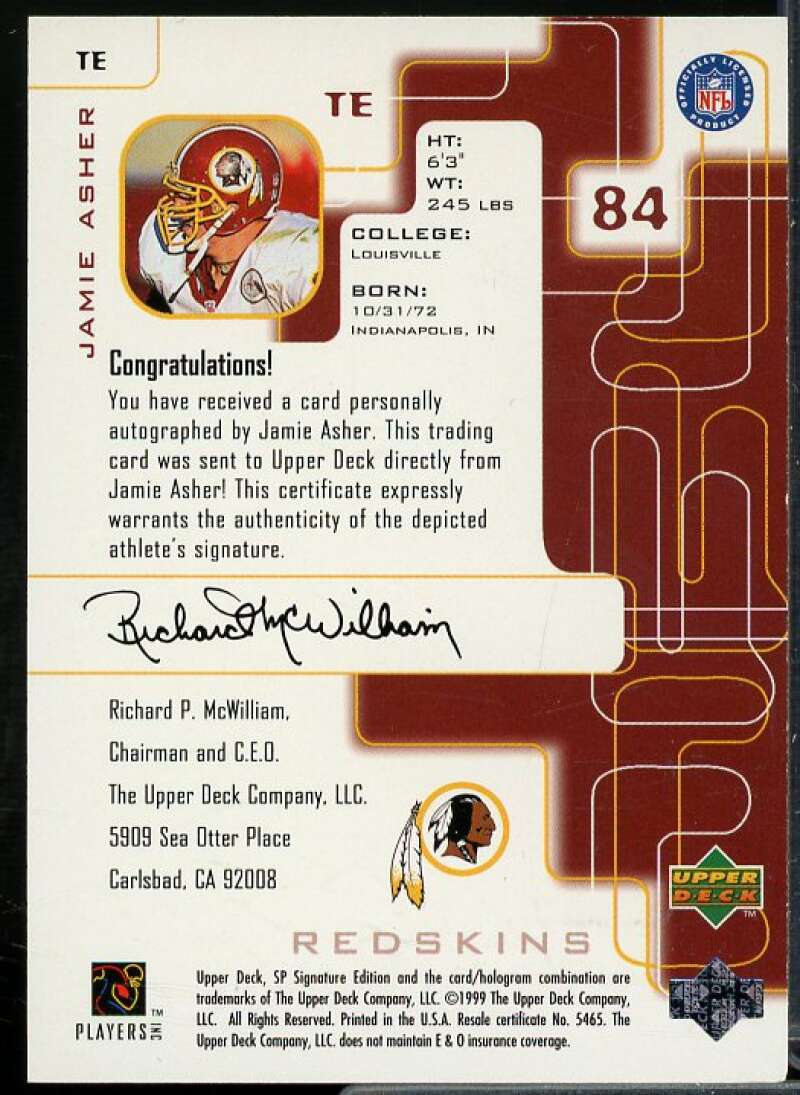 TE
JAMIE ASHER
TE
HT:
6'3"
WT:
245 LBS
COLLEGE:
LOUISVILLE
BORN:
10/31/72
INDIANAPOLIS, IN
OFFICIALLY LICENSED
NFL
PRODUCT
84
Congratulations!
You have received a card personally
autographed by Jamie Asher. This trading
card was sent to Upper Deck directly from
Jamie Asher! This certificate expressly
warrants the authenticity of the depicted
athlete's signature.
Richard McWilliam
Richard P. McWilliam,
Chairman and C.E.O.
The Upper Deck Company, LLC.
5909 Sea Otter Place
Carlsbad, CA 92008
UPPER
D·E·C·K
TM
REDSKINS
PLAYERS INC
TM
Upper Deck, SP Signature Edition and the card/hologram combination are
trademarks of The Upper Deck Company, LLC. ©1999 The Upper Deck Company,
LLC. All Rights Reserved. Printed in the U.S.A. Resale certificate No. 5465. The
Upper Deck Company, LLC. does not maintain E & O insurance coverage.